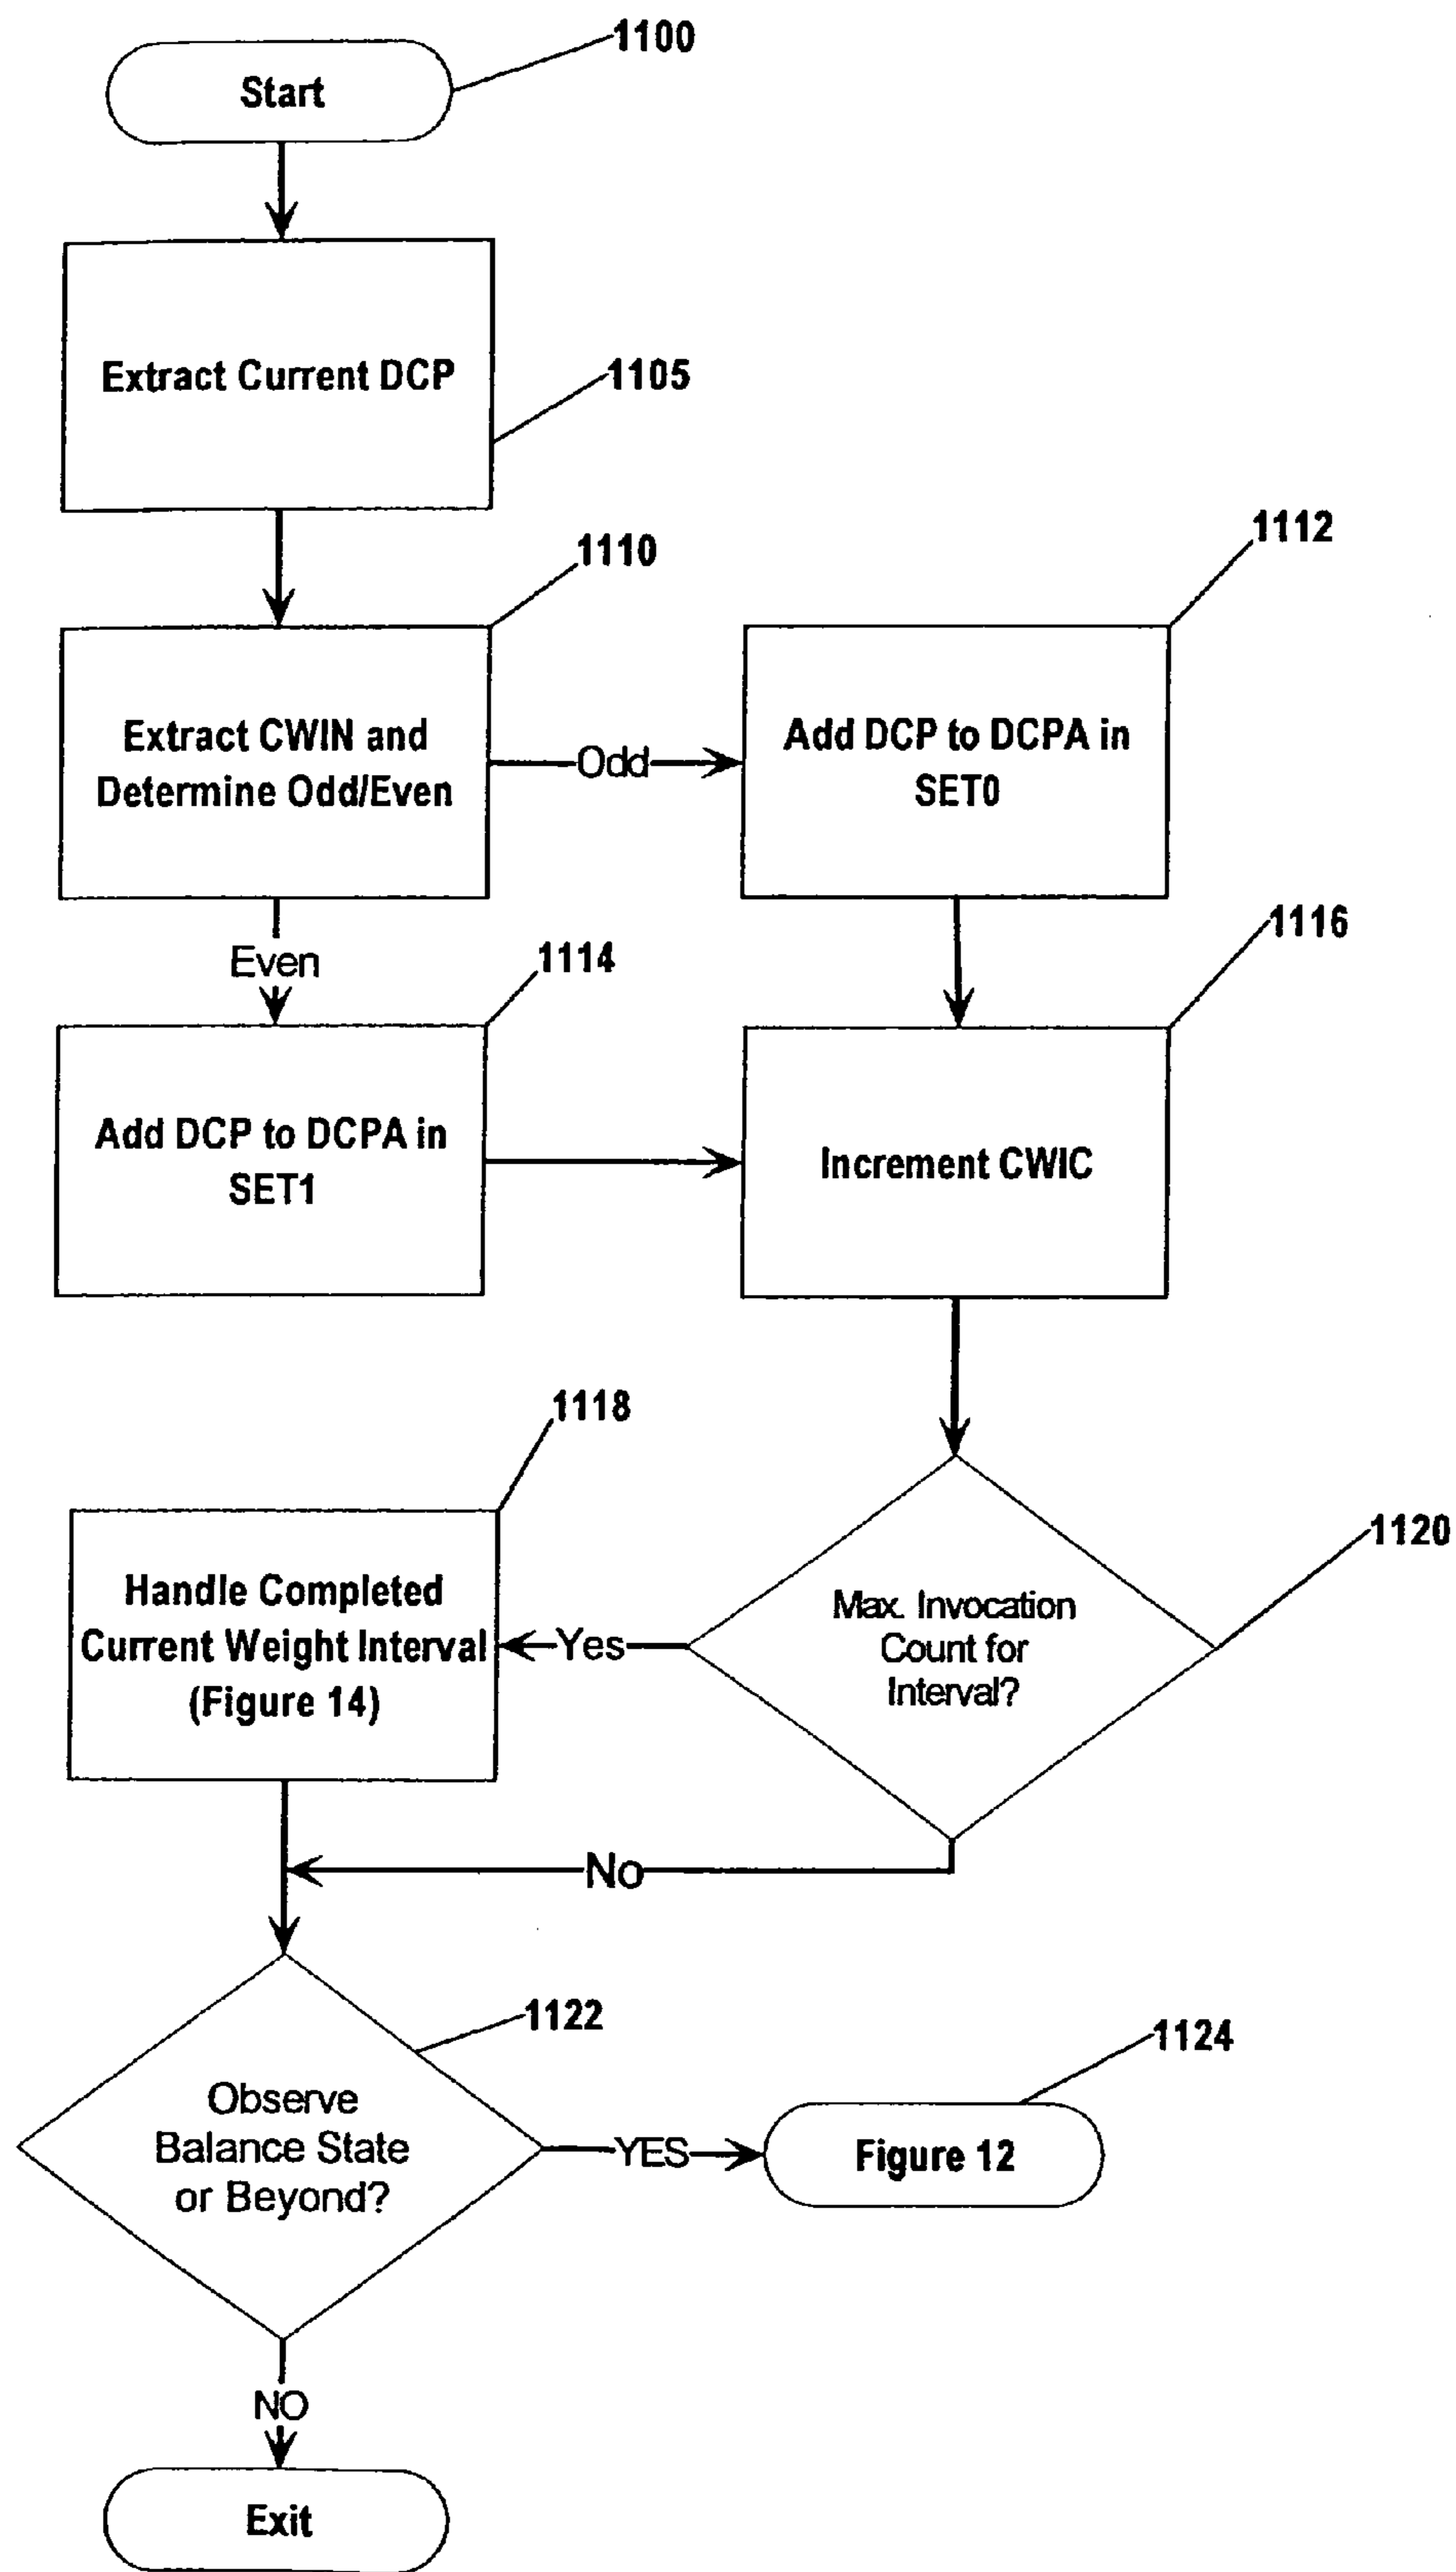 1100
Start
Extract Current DCP
1105
1110
1112
Extract CWIN and
Determine Odd/Even
Odd
Add DCP to DCPA in
SET0
Even
1114
1116
Add DCP to DCPA in
SET1
Increment CWIC
1118
1120
Handle Completed
Current Weight Interval
(Figure 14)
Yes
Max. Invocation
Count for
Interval?
No
1122
1124
Observe
Balance State
or Beyond?
YES
Figure 12
NO
Exit